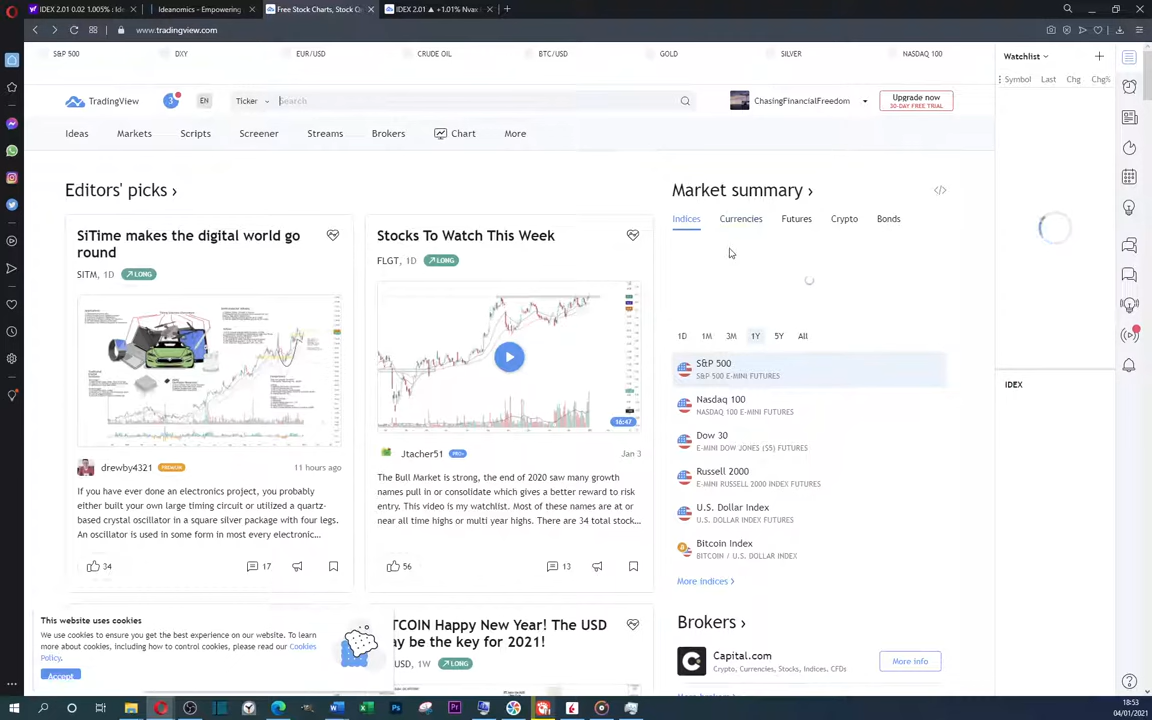 IDEX 2.01 0.02 1.005% : Ide
Ideanomics - Empowering
Free Stock Charts, Stock Q
IDEX 2.01 ▲ +1.01% Nvax
www.tradingview.com
S&P 500 DXY EUR/USD CRUDE OIL BTC/USD GOLD SILVER NASDAQ 100
Watchlist
Symbol Last Chg Chg%
TradingView 3 EN Ticker Search ChasingFInancialFreedom
Upgrade now
30-DAY FREE TRIAL
Ideas Markets Scripts Screener Streams Brokers Chart More
Editors' picks ›
SiTime makes the digital world go
round
SITM, 1D LONG
drewby4321 PREMIUM 11 hours ago
If you have ever done an electronics project, you probably
either built your own large timing circuit or utilized a quartz-
based crystal oscillator in a square silver package with four legs.
An oscillator is used in some form in most every electronic...
34 17
Stocks To Watch This Week
FLGT, 1D LONG
16:47
Jtacher51 PRO+ Jan 3
The Bull Market is strong, the end of 2020 saw many growth
names pull in or consolidate which gives a better reward to risk
entry. This video is my watchlist. Most of these names are at or
near all time highs or multi year highs. There are 34 total stock...
56 13
Market summary ›
Indices Currencies Futures Crypto Bonds
1D 1M 3M 1Y 5Y All
S&P 500
S&P 500 E-MINI FUTURES
Nasdaq 100
NASDAQ 100 E-MINI FUTURES
Dow 30
E-MINI DOW JONES ($5) FUTURES
Russell 2000
E-MINI RUSSELL 2000 INDEX FUTURES
U.S. Dollar Index
U.S. DOLLAR INDEX FUTURES
Bitcoin Index
BITCOIN / U.S. DOLLAR INDEX
More indices ›
IDEX
This website uses cookies
We use cookies to ensure you get the best experience on our website. To learn
more about cookies, including how to control cookies, please read our Cookies
Policy.
Accept
TCOIN Happy New Year! The USD
ay be the key for 2021!
USD, 1W LONG
Brokers ›
Capital.com
Crypto, Currencies, Stocks, Indices, CFDs
More info
18:53
04/01/2021